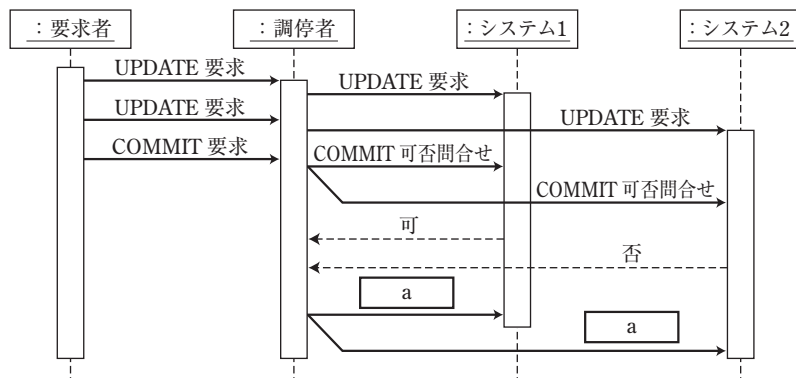 ：要求者
：調停者
：システム1
：システム2
UPDATE 要求
UPDATE 要求
UPDATE 要求
UPDATE 要求
COMMIT 要求
COMMIT 可否問合せ
COMMIT 可否問合せ
可
否
a
a